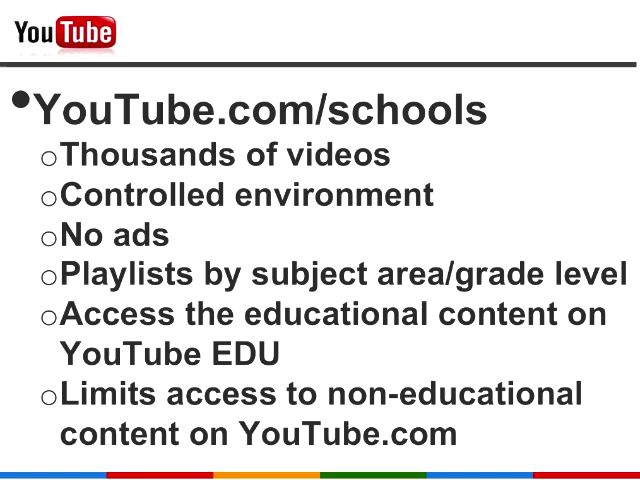 YouTube
•YouTube.com/schools
oThousands of videos
oControlled environment
oNo ads
oPlaylists by subject area/grade level
oAccess the educational content on
YouTube EDU
oLimits access to non-educational
content on YouTube.com